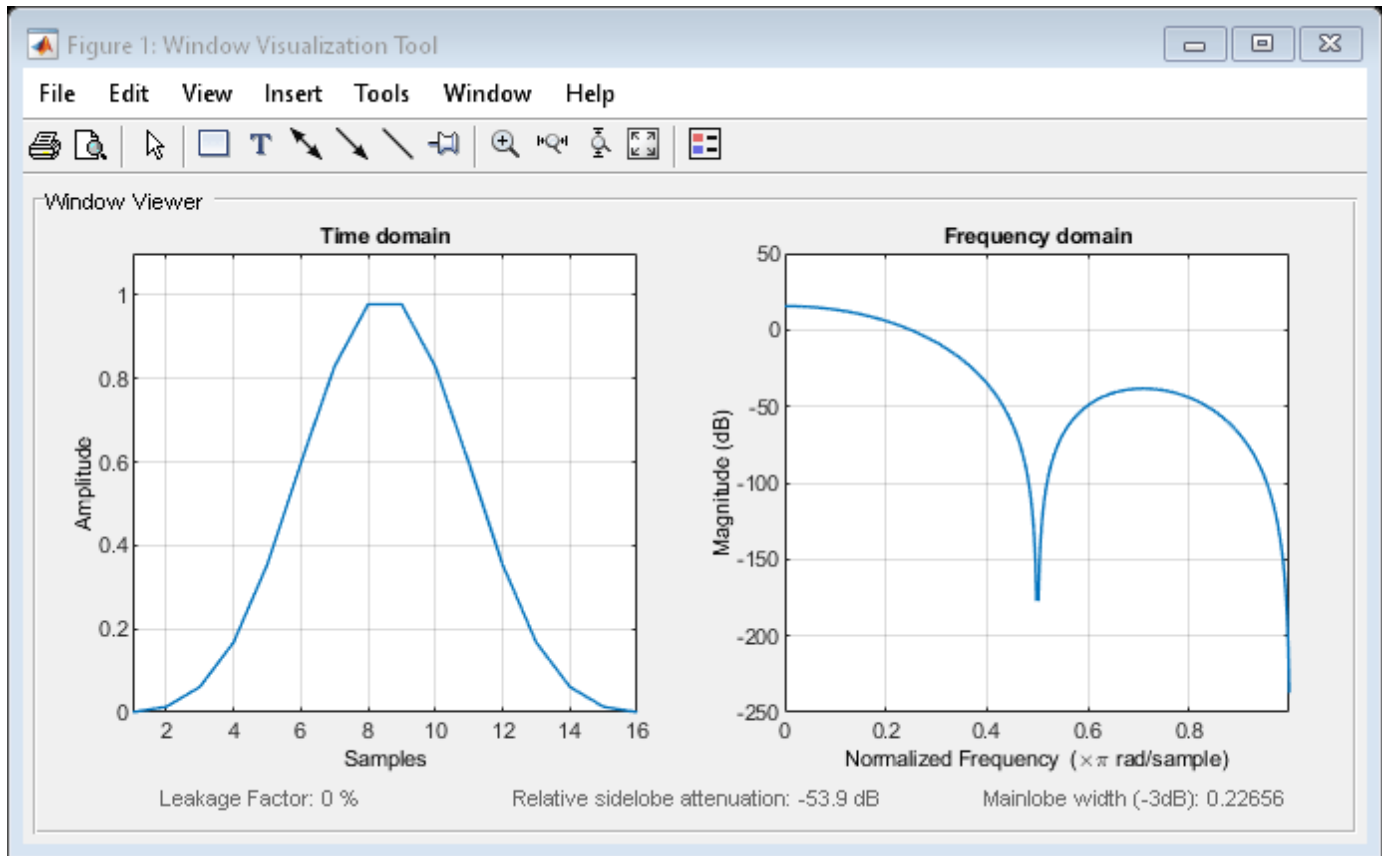 Figure 1: Window Visualization Tool
File Edit View Insert Tools Window Help
T
Window Viewer
Time domain
1
0.8
0.6
0.4
0.2
0
Amplitude
2 4 6 8 10 12 14 16
Samples
Frequency domain
50
0
-50
-100
-150
-200
-250
Magnitude (dB)
0 0.2 0.4 0.6 0.8
Normalized Frequency (×π rad/sample)
Leakage Factor: 0 % Relative sidelobe attenuation: -53.9 dB Mainlobe width (-3dB): 0.22656